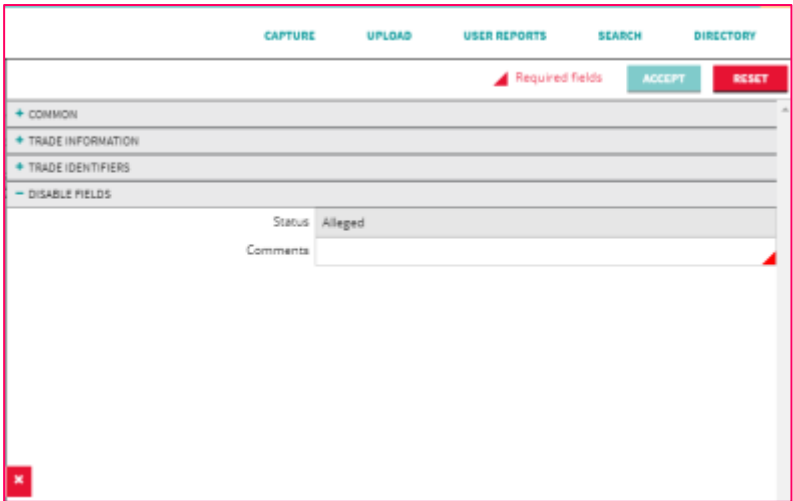 CAPTURE UPLOAD USER REPORTS SEARCH DIRECTORY
Required fields ACCEPT RESET
+ COMMON
+ TRADE INFORMATION
+ TRADE IDENTIFIERS
− DISABLE FIELDS
Status Alleged
Comments